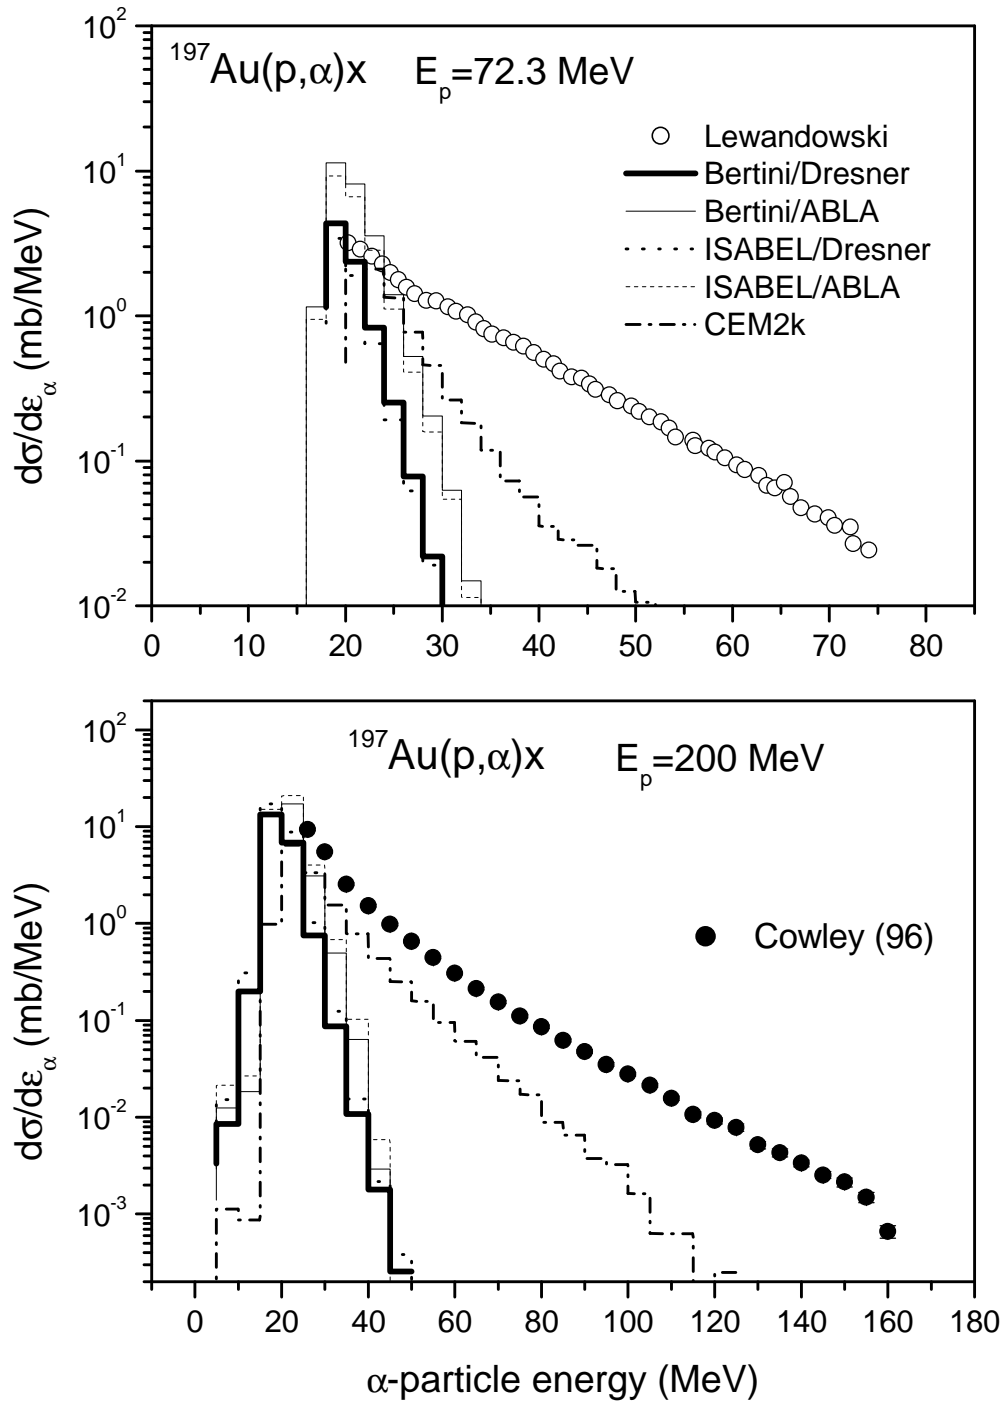 10²
¹⁹⁷Au(p,α)x E_p=72.3 MeV
Lewandowski
10¹
Bertini/Dresner
Bertini/ABLA
ISABEL/Dresner
ISABEL/ABLA
10⁰
CEM2k
10⁻¹
10⁻²
dσ/dε_α (mb/MeV)
0 10 20 30 40 50 60 70 80
10²
¹⁹⁷Au(p,α)x E_p=200 MeV
10¹
10⁰
Cowley (96)
10⁻¹
10⁻²
10⁻³
dσ/dε_α (mb/MeV)
0 20 40 60 80 100 120 140 160 180
α-particle energy (MeV)